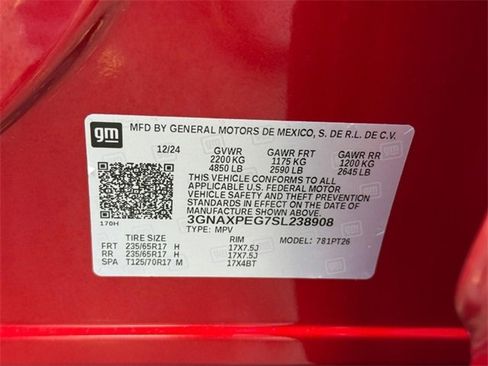 gm MFD BY GENERAL MOTORS DE MEXICO, S. DE R.L. DE C.V.
12/24 GVWR GAWR FRT GAWR RR
2200 KG 1175 KG 1200 KG
4850 LB 2590 LB 2645 LB
THIS VEHICLE CONFORMS TO ALL
APPLICABLE U.S. FEDERAL MOTOR
VEHICLE SAFETY AND THEFT PREVENTION
STANDARDS IN EFFECT ON THE DATE OF
MANUFACTURE SHOWN ABOVE.
170H 3GNAXPEG7SL238908
TYPE: MPV
TIRE SIZE RIM MODEL: 781PT26
FRT 235/65R17 H 17X7.5J
RR 235/65R17 H 17X7.5J
SPA T125/70R17 M 17X4BT